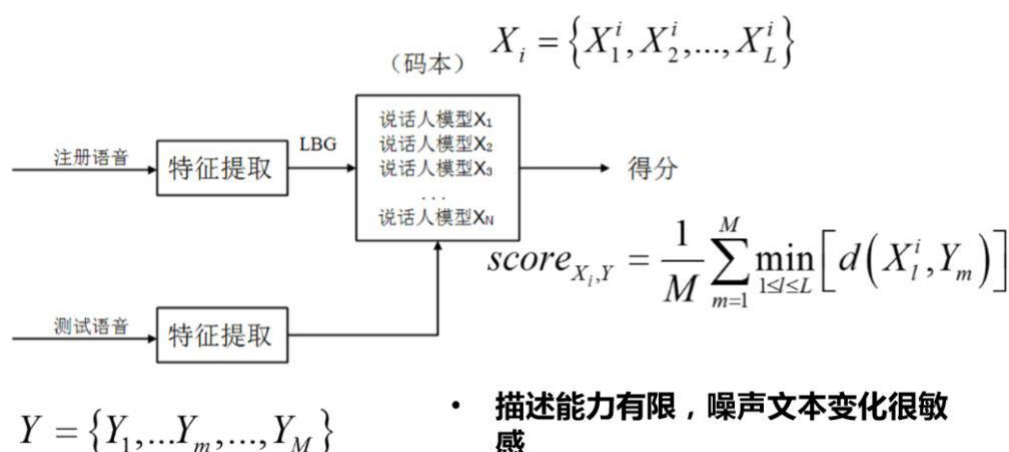 $X_i = \{X_1^i, X_2^i, ..., X_L^i\}$
（码本）
说话人模型X₁
说话人模型X₂
说话人模型X₃
...
说话人模型X_N
注册语音
特征提取
LBG
得分
$score_{X_i,Y} = \frac{1}{M} \sum_{m=1}^{M} \min_{1 \le l \le L} [d(X_l^i, Y_m)]$
测试语音
特征提取
$Y = \{Y_1, ...Y_m, ..., Y_M\}$
• 描述能力有限，噪声文本变化很敏
感